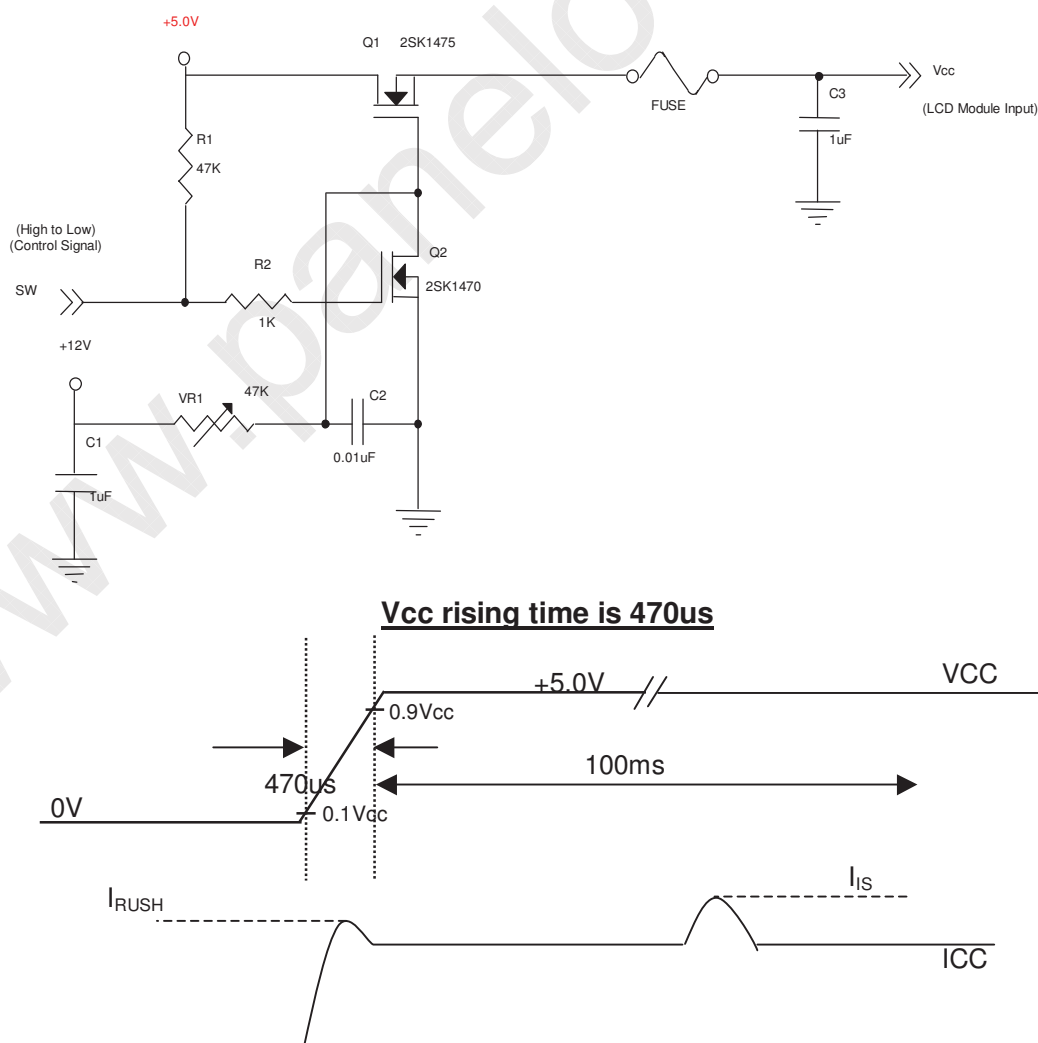 +5.0V
Q1 2SK1475
Vcc
FUSE
C3
(LCD Module Input)
R1
47K
1uF
(High to Low)
(Control Signal)
Q2
R2
2SK1470
SW
1K
+12V
VR1
47K
C2
C1
0.01uF
1uF
www.panelo
Vcc rising time is 470us
+5.0V
VCC
0.9Vcc
470us
100ms
0V
0.1Vcc
IRUSH
IIS
ICC